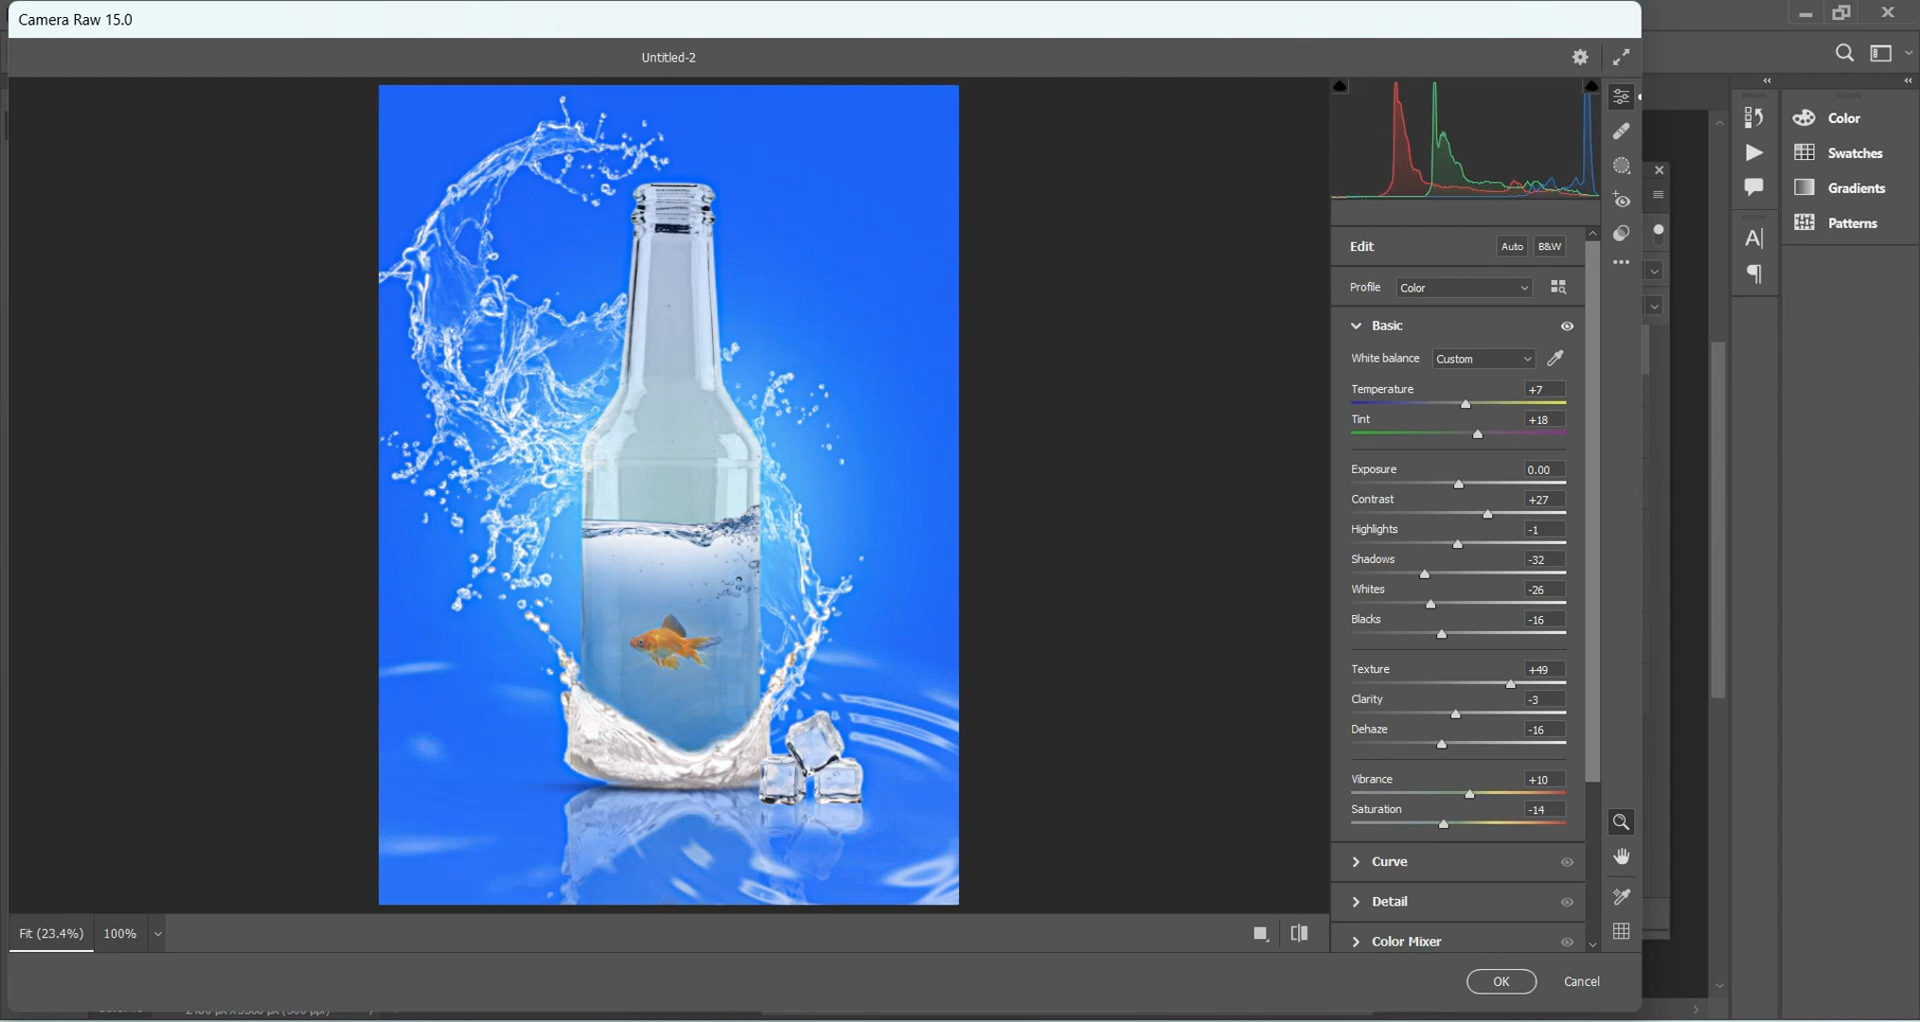 Camera Raw 15.0
Untitled-2
Color
Swatches
Gradients
Patterns
Edit
Auto
B&W
Profile
Color
Basic
White balance
Custom
Temperature
+7
Tint
+18
Exposure
0.00
Contrast
+27
Highlights
-1
Shadows
-32
Whites
-26
Blacks
-16
Texture
+49
Clarity
-3
Dehaze
-16
Vibrance
+10
Saturation
-14
Curve
Detail
Color Mixer
Fit (23.4%)
100%
OK
Cancel